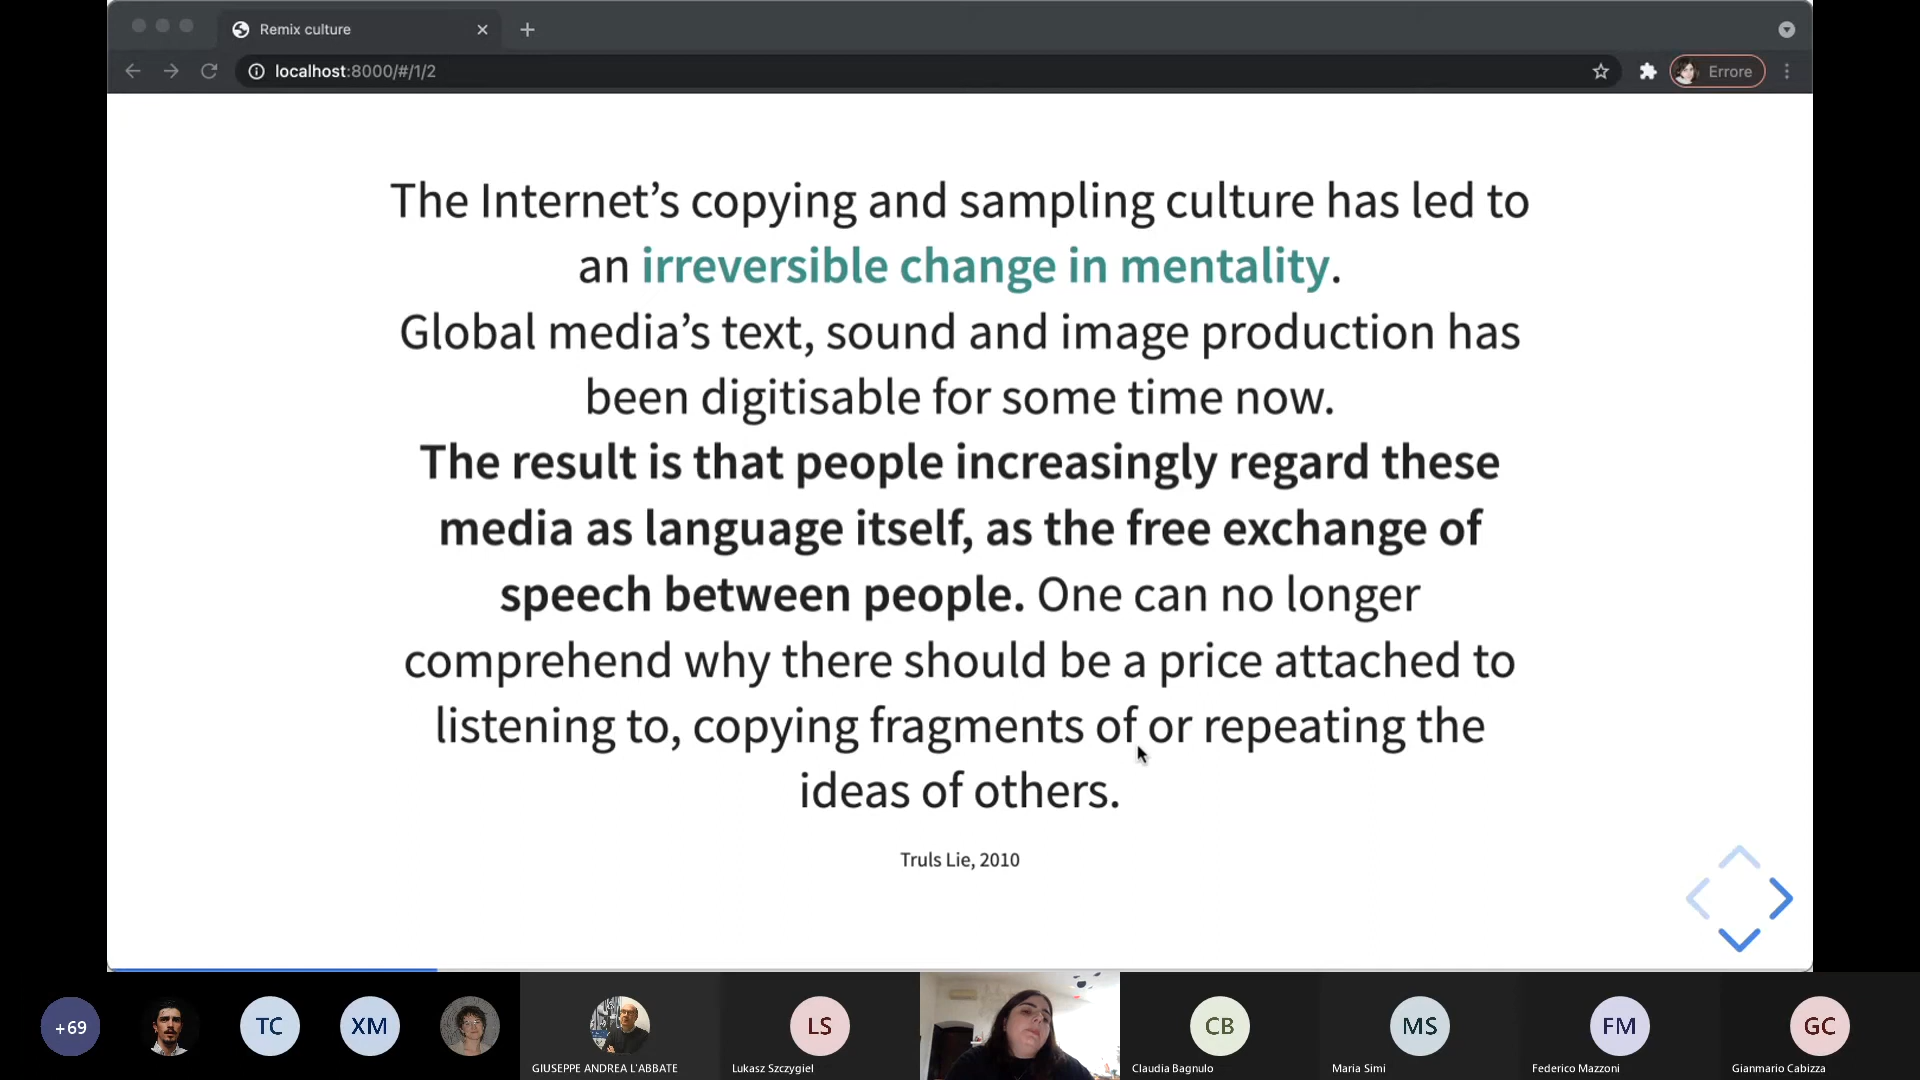 Remix culture
localhost:8000/#/1/2
Errore
The Internet’s copying and sampling culture has led to
an irreversible change in mentality.
Global media’s text, sound and image production has
been digitisable for some time now.
The result is that people increasingly regard these
media as language itself, as the free exchange of
speech between people. One can no longer
comprehend why there should be a price attached to
listening to, copying fragments of or repeating the
ideas of others.
Truls Lie, 2010
+69
TC
XM
LS
CB
MS
FM
GC
GIUSEPPE ANDREA L'ABBATE
Lukasz Szczygiel
Claudia Bagnulo
Maria Simi
Federico Mazzoni
Gianmario Cabizza